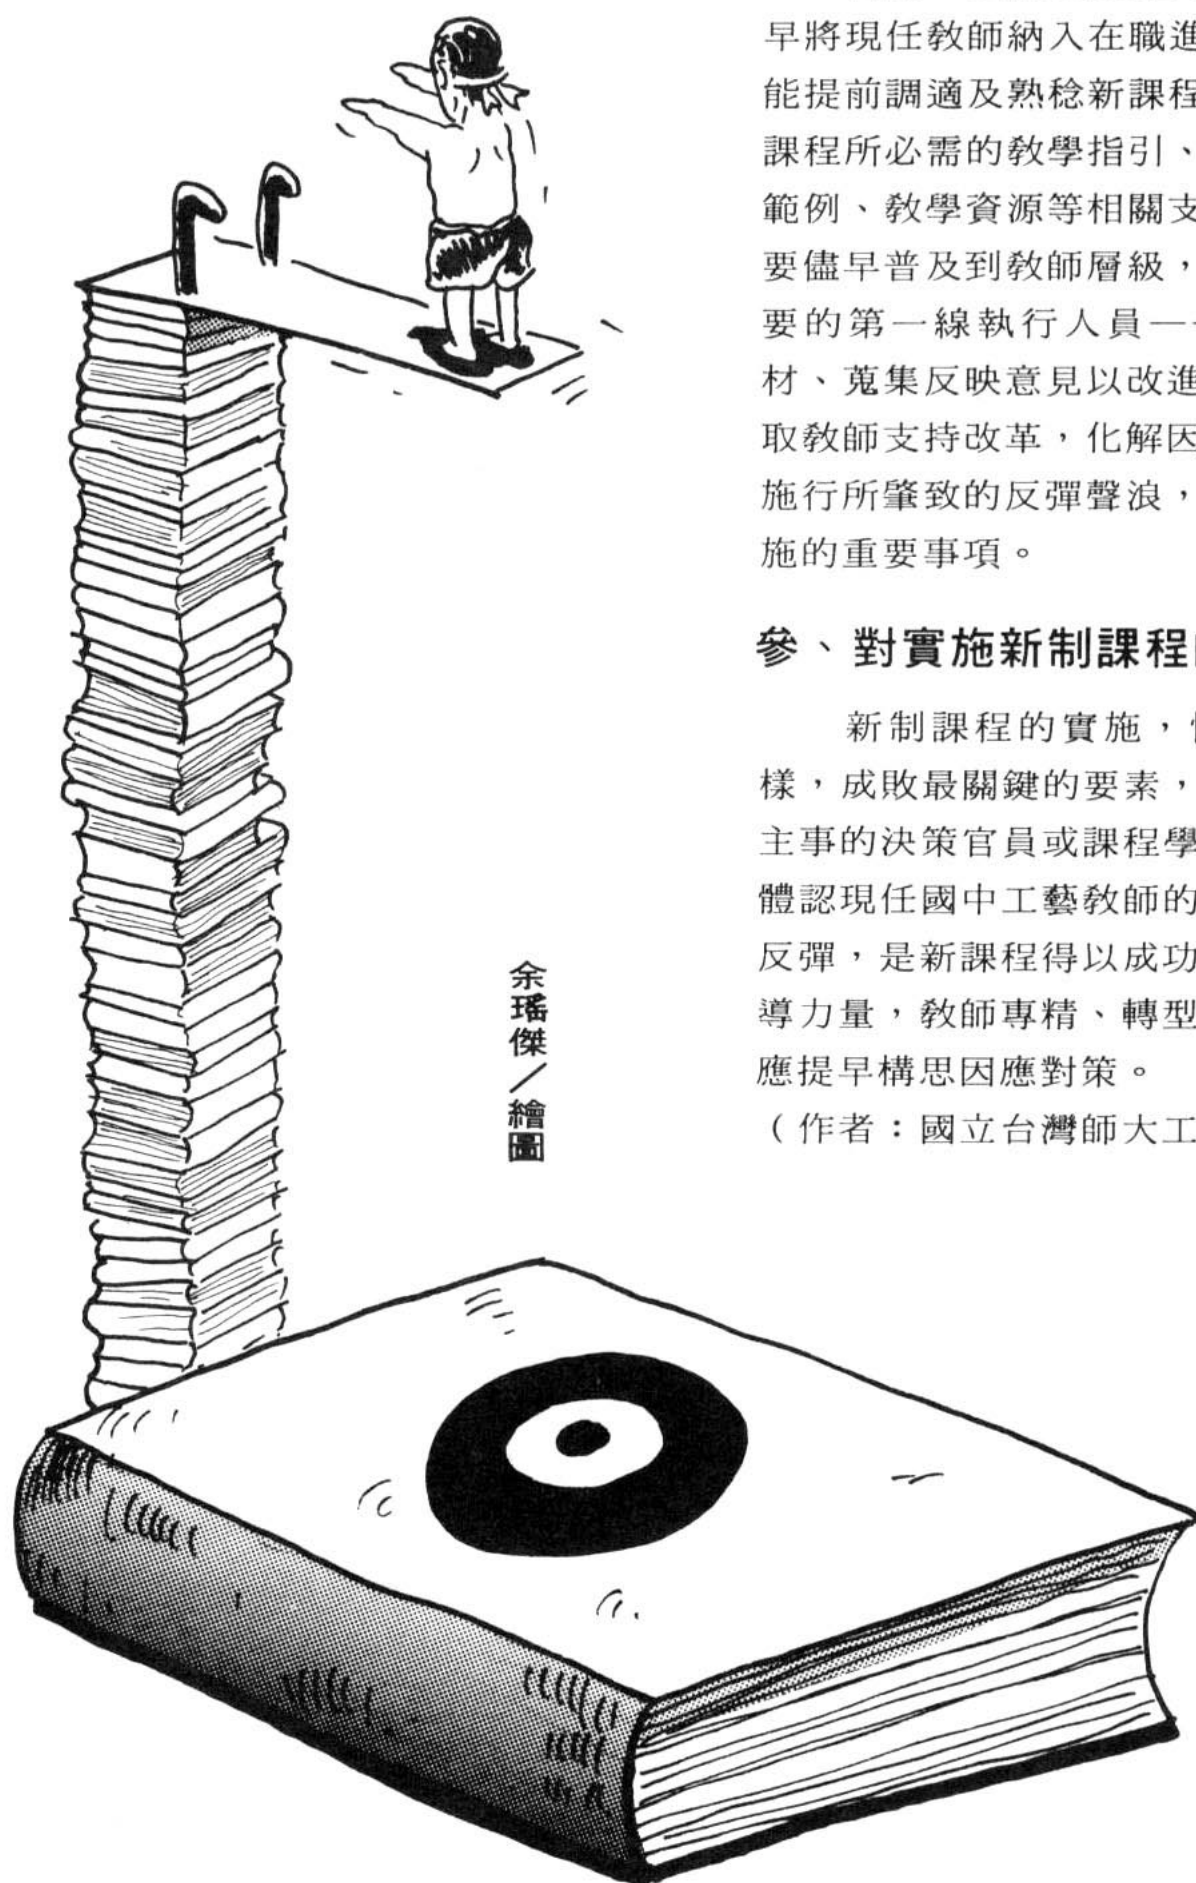 早將現任教師納入在職進
能提前調適及熟稔新課程
課程所必需的教學指引、
範例、教學資源等相關支
要儘早普及到教師層級，
要的第一線執行人員—
材、蒐集反映意見以改進
取教師支持改革，化解因
施行所肇致的反彈聲浪，
施的重要事項。
參、對實施新制課程
新制課程的實施，
樣，成敗最關鍵的要素，
主事的決策官員或課程學
體認現任國中工藝教師的
反彈，是新課程得以成功
導力量，教師專精、轉型
應提早構思因應對策。
（作者：國立台灣師大工
余瑤傑／繪圖